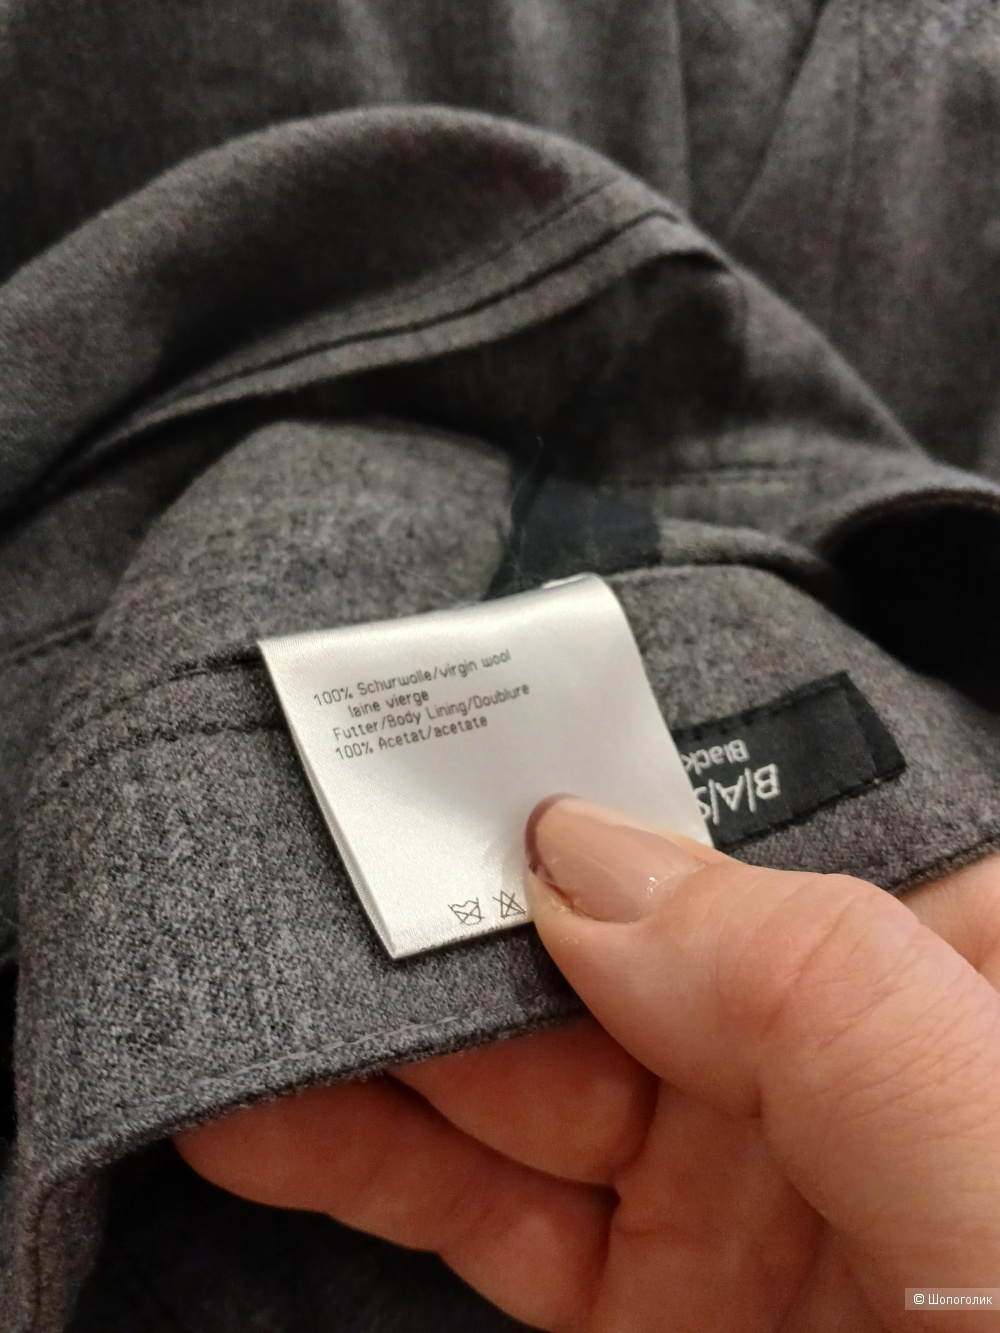 100% Schurwolle/virgin wool
laine vierge
Futter/Body Lining/Doublure
100% Acetat/acetate
B/A/S
Black
© Шопоголик